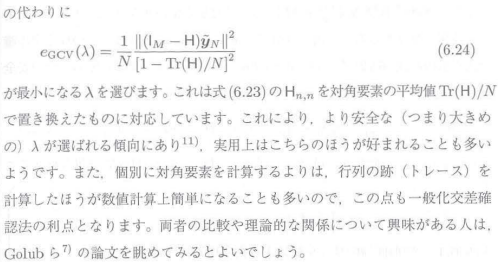 の代わりに
e_GCV(λ) = (1/N) ‖(I_M − H)ỹ_N‖² / [1 − Tr(H)/N]² (6.24)
が最小になる λ を選びます。これは式 (6.23) の H_{n,n} を対角要素の平均値 Tr(H)/N
で置き換えたものに対応しています。これにより，より安全な（つまり大きめ
の）λ が選ばれる傾向にあり11)，実用上はこちらのほうが好まれることも多い
ようです。また，個別に対角要素を計算するよりは，行列の跡（トレース）を
計算したほうが数値計算上簡単になることも多いので，この点も一般化交差確
認法の利点となります。両者の比較や理論的な関係について興味がある人は，
Golub ら7) の論文を眺めてみるとよいでしょう。